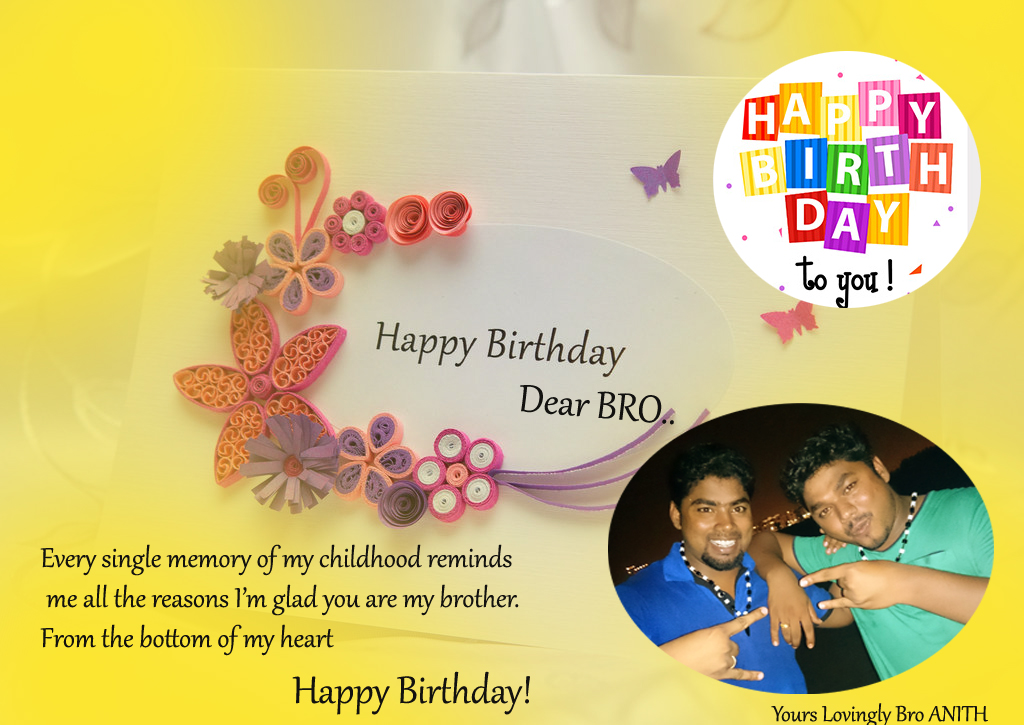 HAPPY
BIRTH
DAY
to you !
Happy Birthday
Dear BRO..
Every single memory of my childhood reminds
me all the reasons I'm glad you are my brother.
From the bottom of my heart
Happy Birthday!
Yours Lovingly Bro ANITH